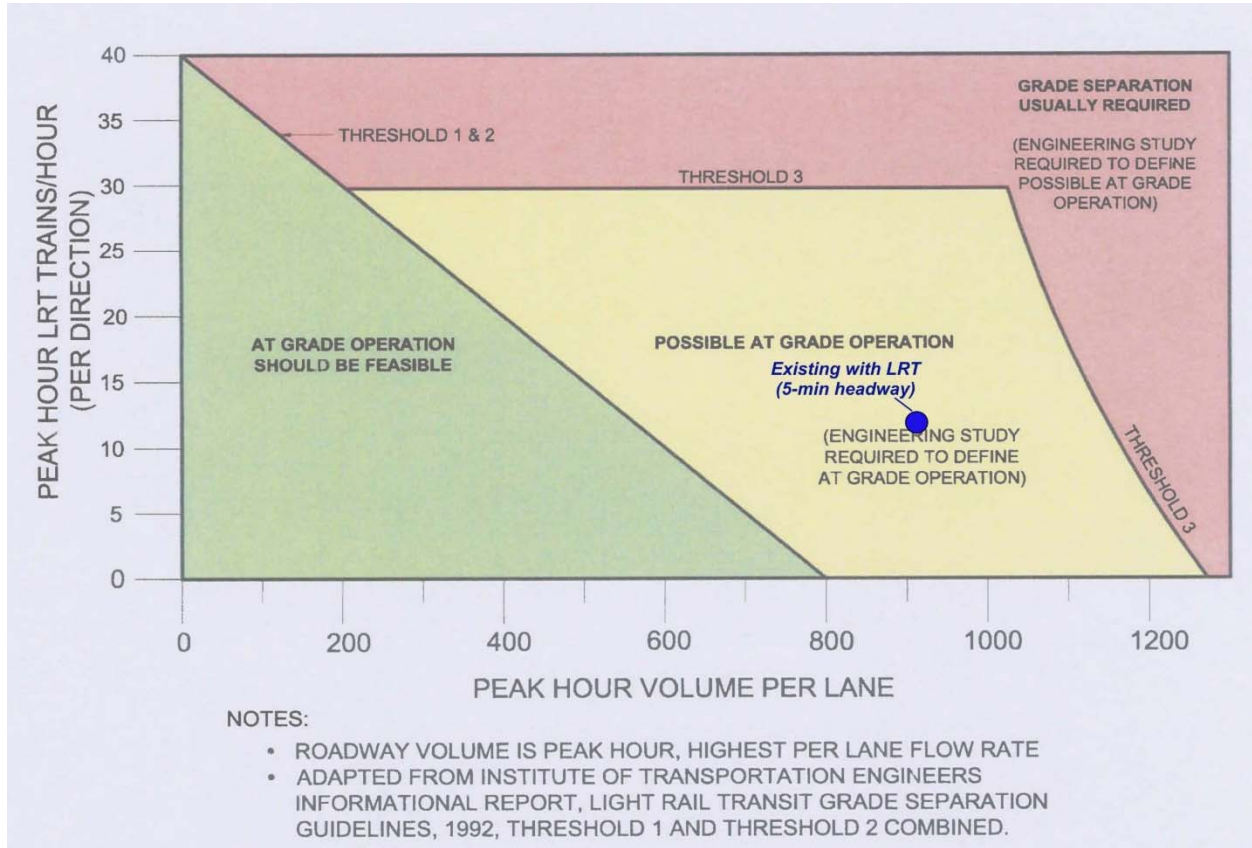 40
35
30
25
20
15
10
5
0
PEAK HOUR LRT TRAINS/HOUR
(PER DIRECTION)
THRESHOLD 1 & 2
THRESHOLD 3
GRADE SEPARATION
USUALLY REQUIRED
(ENGINEERING STUDY
REQUIRED TO DEFINE
POSSIBLE AT GRADE
OPERATION)
AT GRADE OPERATION
SHOULD BE FEASIBLE
POSSIBLE AT GRADE OPERATION
Existing with LRT
(5-min headway)
(ENGINEERING STUDY
REQUIRED TO DEFINE
AT GRADE OPERATION)
THRESHOLD 3
0
200
400
600
800
1000
1200
PEAK HOUR VOLUME PER LANE
NOTES:
• ROADWAY VOLUME IS PEAK HOUR, HIGHEST PER LANE FLOW RATE
• ADAPTED FROM INSTITUTE OF TRANSPORTATION ENGINEERS
INFORMATIONAL REPORT, LIGHT RAIL TRANSIT GRADE SEPARATION
GUIDELINES, 1992, THRESHOLD 1 AND THRESHOLD 2 COMBINED.